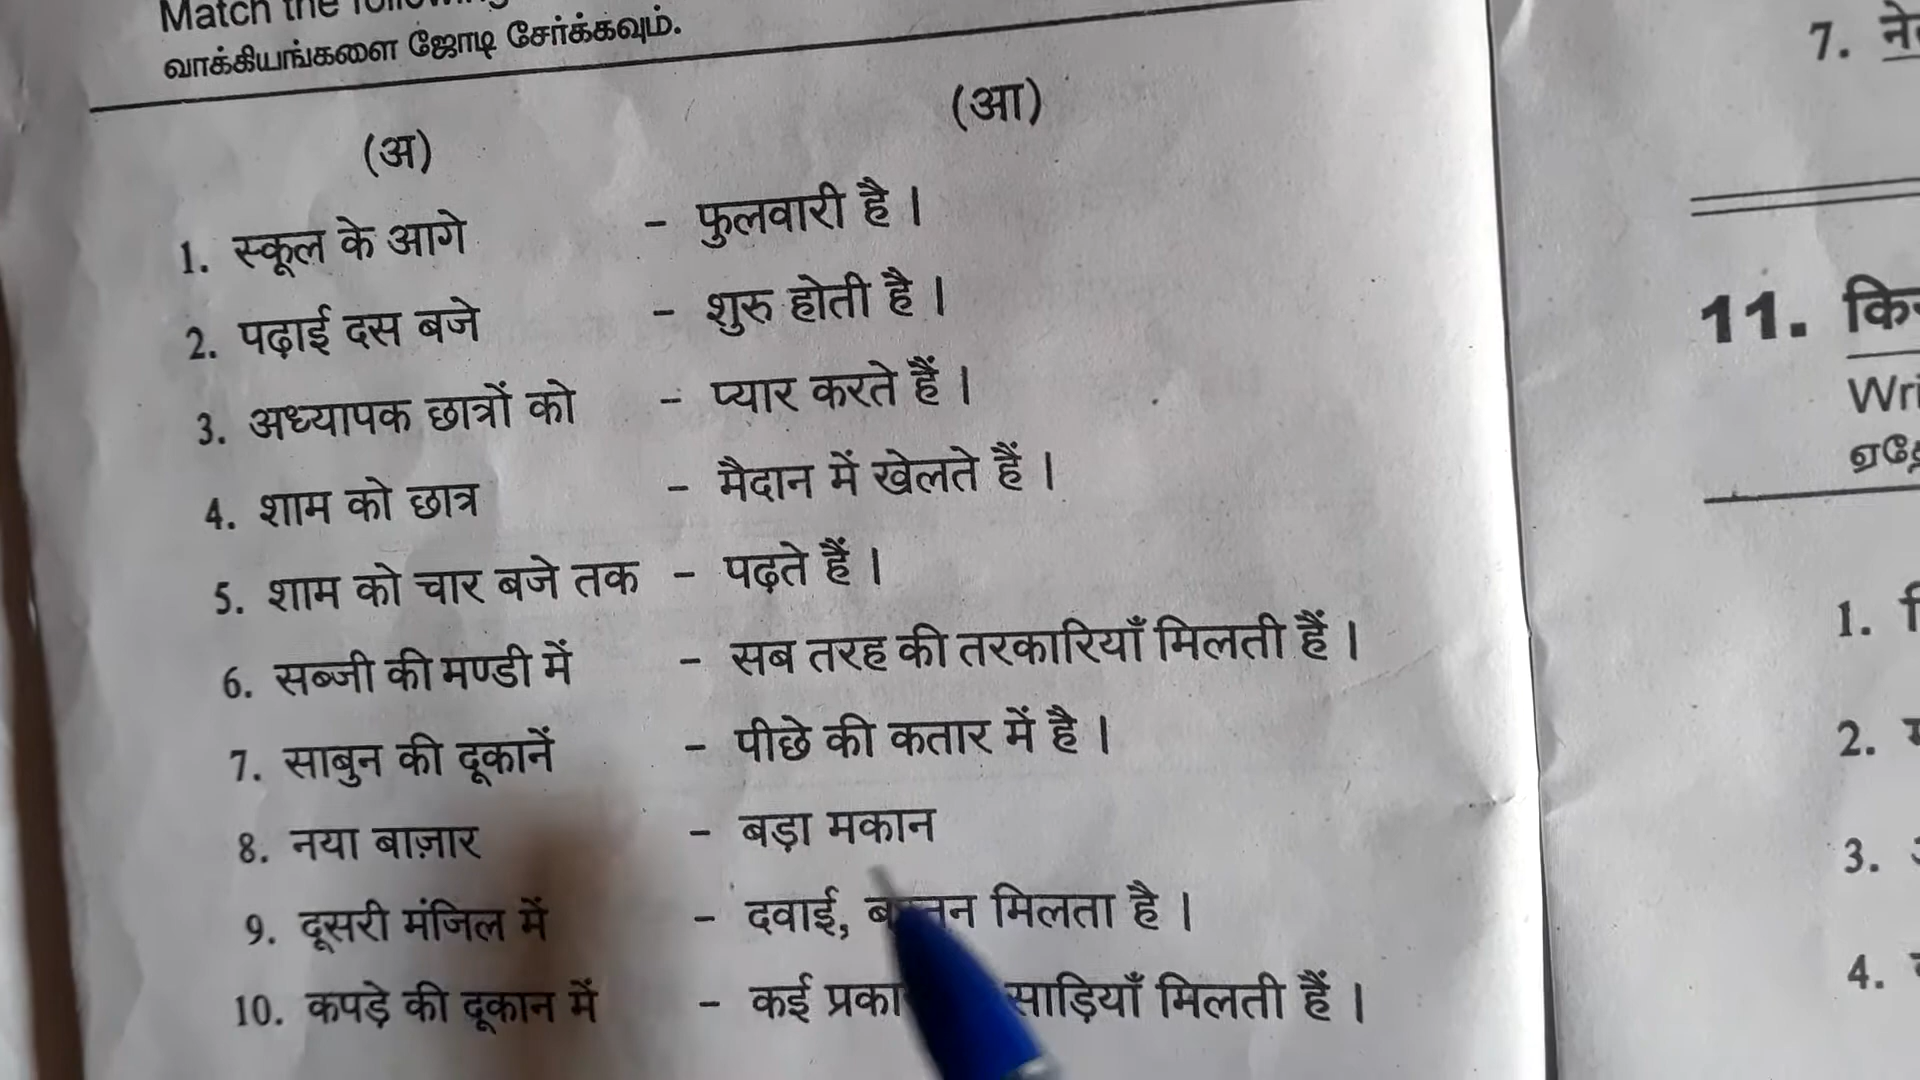 Match the
வாக்கியங்களை ஜோடி சேர்க்கவும்.
(अ) (आ)
1. स्कूल के आगे - फुलवारी है ।
2. पढ़ाई दस बजे - शुरु होती है ।
3. अध्यापक छात्रों को - प्यार करते हैं ।
4. शाम को छात्र - मैदान में खेलते हैं ।
5. शाम को चार बजे तक - पढ़ते हैं ।
6. सब्जी की मण्डी में - सब तरह की तरकारियाँ मिलती हैं ।
7. साबुन की दूकानें - पीछे की कतार में है ।
8. नया बाज़ार - बड़ा मकान
9. दूसरी मंजिल में - दवाई, मिलता है ।
10. कपड़े की दूकान में - कई साड़ियाँ मिलती हैं ।
7.
11.
1.
2.
3.
4.